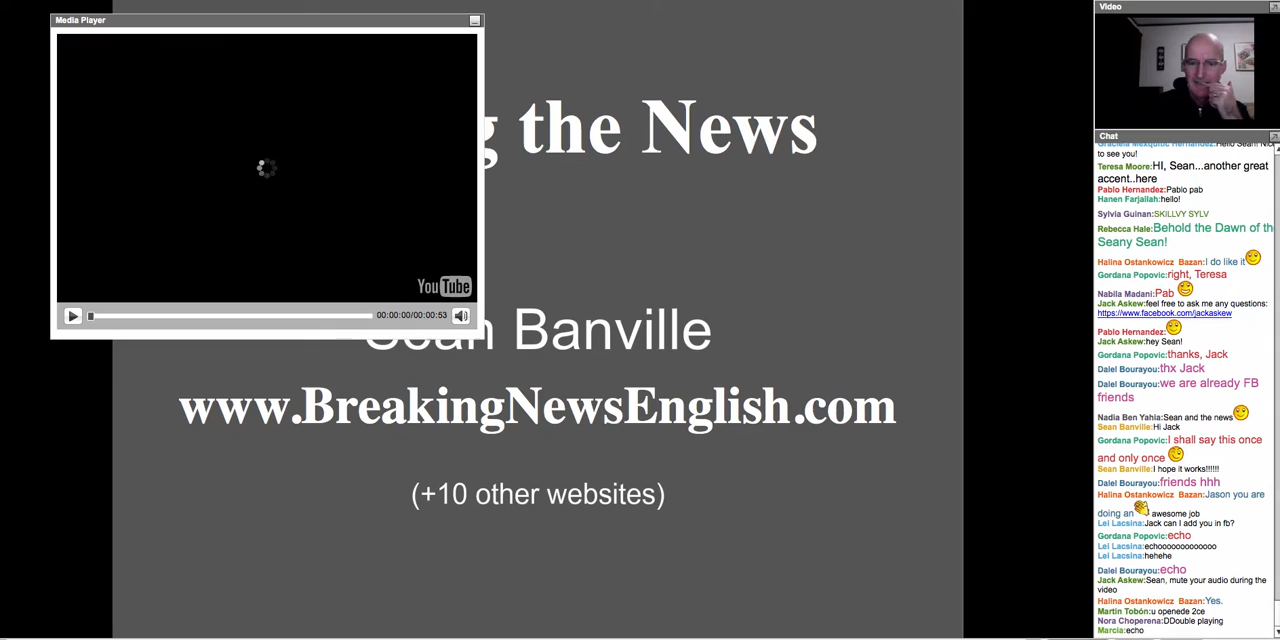 Media Player
YouTube
00:00:00/00:00:53
g the News
Sean Banville
www.BreakingNewsEnglish.com
(+10 other websites)
Video
Chat
Graciela Mexquitic Hernandez:Hello Sean! Nic
to see you!
Teresa Moore:HI, Sean...another great
accent..here
Pablo Hernandez:Pablo pab
Hanen Farjallah:hello!
Sylvia Guinan:SKILLVY SYLV
Rebecca Hale:Behold the Dawn of the
Seany Sean!
Halina Ostankowicz Bazan:I do like it
Gordana Popovic:right, Teresa
Nabila Madani:Pab
Jack Askew:feel free to ask me any questions:
https://www.facebook.com/jackaskew
Pablo Hernandez:
Jack Askew:hey Sean!
Gordana Popovic:thanks, Jack
Dalel Bourayou:thx Jack
Dalel Bourayou:we are already FB
friends
Nadia Ben Yahia:Sean and the news
Sean Banville:Hi Jack
Gordana Popovic:I shall say this once
and only once
Sean Banville:I hope it works!!!!!!
Dalel Bourayou:friends hhh
Halina Ostankowicz Bazan:Jason you are
doing an awesome job
Lei Lacsina:Jack can I add you in fb?
Gordana Popovic:echo
Lei Lacsina:echooooooooooooo
Lei Lacsina:hehehe
Dalel Bourayou:echo
Jack Askew:Sean, mute your audio during the
video
Halina Ostankowicz Bazan:Yes.
Martin Tobón:u openede 2ce
Nora Choperena:DDouble playing
Marcia:echo